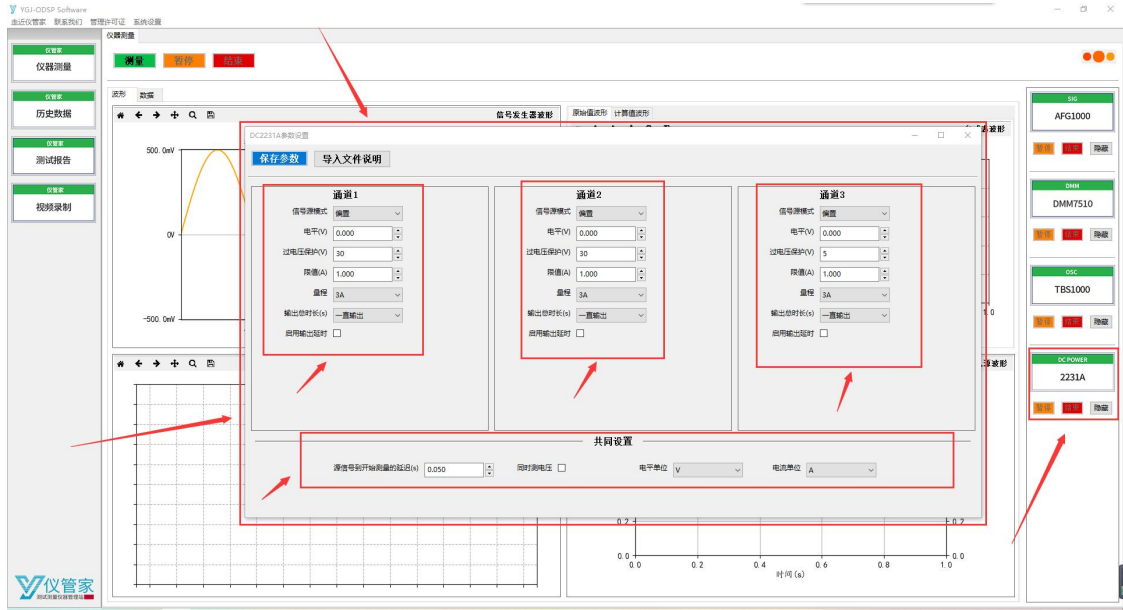 YGJ-ODSP Software
走近仪管家 联系我们 管理许可证 系统设置
仪器测量
仪管家
仪器测量
仪管家
历史数据
仪管家
测试报告
仪管家
视频录制
测量 暂停 结束
波形 数据
信号发生器波形
500.0mV
0V
-500.0mV
原始值波形 计算值波形
DC2231A参数设置
保存参数 导入文件说明
通道1
信号源模式 偏置
电平(V) 0.000
过电压保护(V) 30
限值(A) 1.000
量程 3A
输出总时长(s) 一直输出
启用输出延时
通道2
信号源模式 偏置
电平(V) 0.000
过电压保护(V) 30
限值(A) 1.000
量程 3A
输出总时长(s) 一直输出
启用输出延时
通道3
信号源模式 偏置
电平(V) 0.000
过电压保护(V) 5
限值(A) 1.000
量程 3A
输出总时长(s) 一直输出
启用输出延时
共同设置
源信号到开始测量的延迟(s) 0.050 同时测电压 电平单位 V 电流单位 A
0.2 0.2
0.0 0.0
0.0 0.2 0.4 0.6 0.8 1.0
时间(s)
SIG
AFG1000
暂停 结束 隐藏
DMM
DMM7510
暂停 结束 隐藏
OSC
TBS1000
暂停 结束 隐藏
DC POWER
2231A
暂停 结束 隐藏
仪管家
测试测量仪器管理站